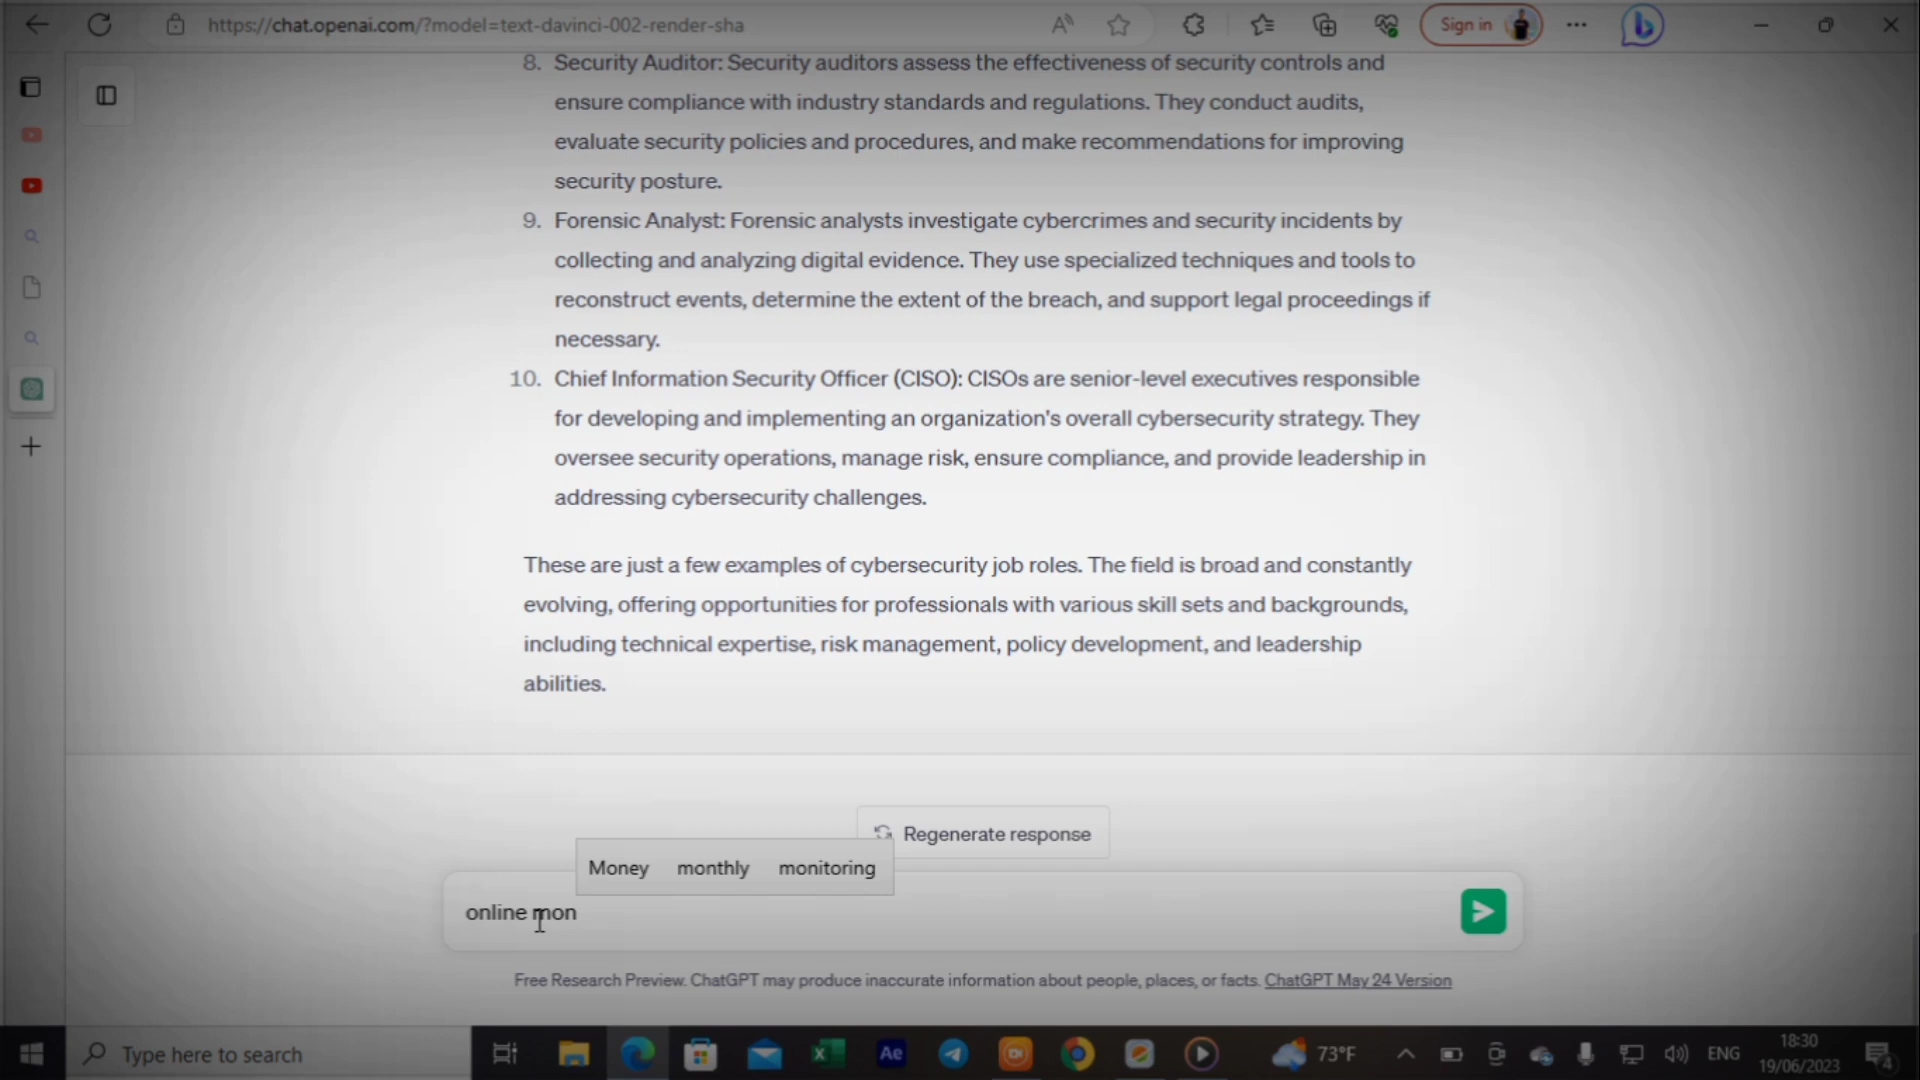 https://chat.openai.com/?model=text-davinci-002-render-sha
Sign in
8. Security Auditor: Security auditors assess the effectiveness of security controls and
ensure compliance with industry standards and regulations. They conduct audits,
evaluate security policies and procedures, and make recommendations for improving
security posture.
9. Forensic Analyst: Forensic analysts investigate cybercrimes and security incidents by
collecting and analyzing digital evidence. They use specialized techniques and tools to
reconstruct events, determine the extent of the breach, and support legal proceedings if
necessary.
10. Chief Information Security Officer (CISO): CISOs are senior-level executives responsible
for developing and implementing an organization's overall cybersecurity strategy. They
oversee security operations, manage risk, ensure compliance, and provide leadership in
addressing cybersecurity challenges.
These are just a few examples of cybersecurity job roles. The field is broad and constantly
evolving, offering opportunities for professionals with various skill sets and backgrounds,
including technical expertise, risk management, policy development, and leadership
abilities.
Regenerate response
Money monthly monitoring
online mon
Free Research Preview. ChatGPT may produce inaccurate information about people, places, or facts. ChatGPT May 24 Version
Type here to search
Ae
73°F
ENG
18:30
19/06/2023
4